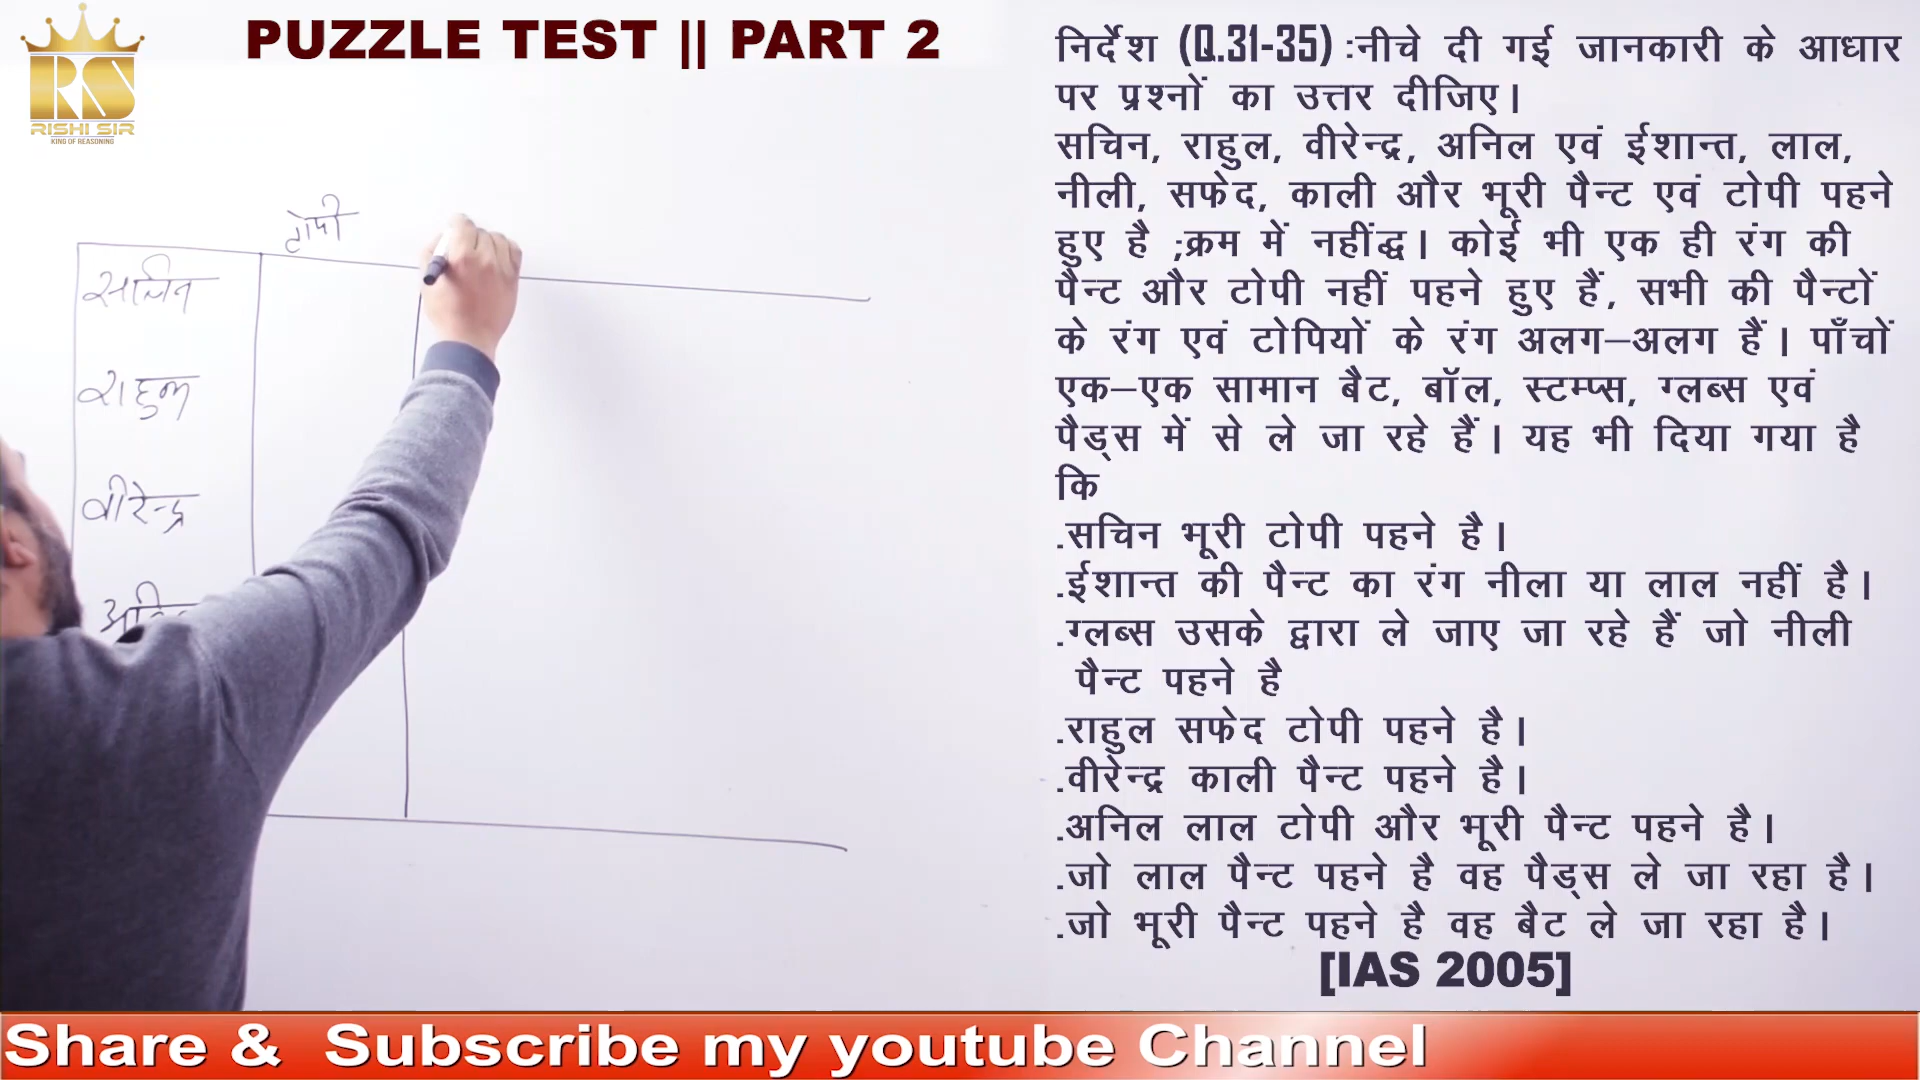 PUZZLE TEST || PART 2
RS
RISHI SIR
KING OF REASONING
टोपी
सचिन
राहुल
वीरेन्द्र
निर्देश (Q.31-35) :नीचे दी गई जानकारी के आधार
पर प्रश्नों का उत्तर दीजिए।
सचिन, राहुल, वीरेन्द्र, अनिल एवं ईशान्त, लाल,
नीली, सफेद, काली और भूरी पैन्ट एवं टोपी पहने
हुए है ;क्रम में नहींद्ध। कोई भी एक ही रंग की
पैन्ट और टोपी नहीं पहने हुए हैं, सभी की पैन्टों
के रंग एवं टोपियों के रंग अलग–अलग हैं। पाँचों
एक–एक सामान बैट, बॉल, स्टम्प्स, ग्लब्स एवं
पैड्स में से ले जा रहे हैं। यह भी दिया गया है
कि
.सचिन भूरी टोपी पहने है।
.ईशान्त की पैन्ट का रंग नीला या लाल नहीं है।
.ग्लब्स उसके द्वारा ले जाए जा रहे हैं जो नीली
पैन्ट पहने है
.राहुल सफेद टोपी पहने है।
.वीरेन्द्र काली पैन्ट पहने है।
.अनिल लाल टोपी और भूरी पैन्ट पहने है।
.जो लाल पैन्ट पहने है वह पैड्स ले जा रहा है।
.जो भूरी पैन्ट पहने है वह बैट ले जा रहा है।
[IAS 2005]
Share & Subscribe my youtube Channel